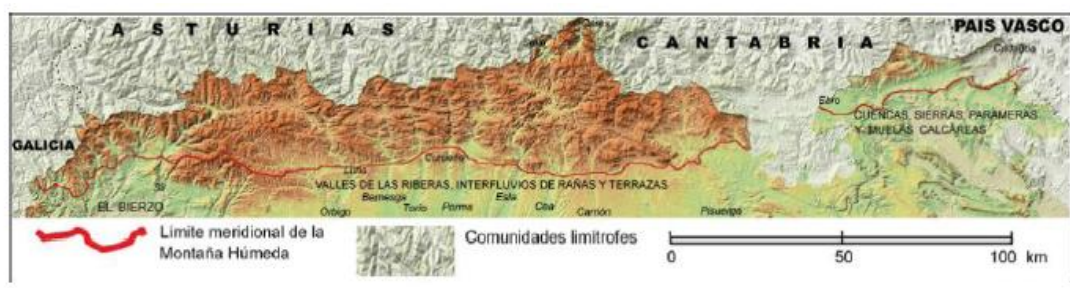 A S T U R I A S
PAIS VASCO
C A N T A B R I A
Ebro
CUENCAS, SIERRAS, PARAMERAS
Y MUELAS CALCÁREAS
GALICIA
Luna
Curueño
VALLES DE LAS RIBERAS, INTERFLUVIOS DE RAÑAS Y TERRAZAS
Sil
EL BIERZO
Orbigo
Bernesga
Torío
Porma
Esla
Cea
Carrión
Pisuerga
Límite meridional de la
Montaña Húmeda
Comunidades limítrofes
0
50
100
km